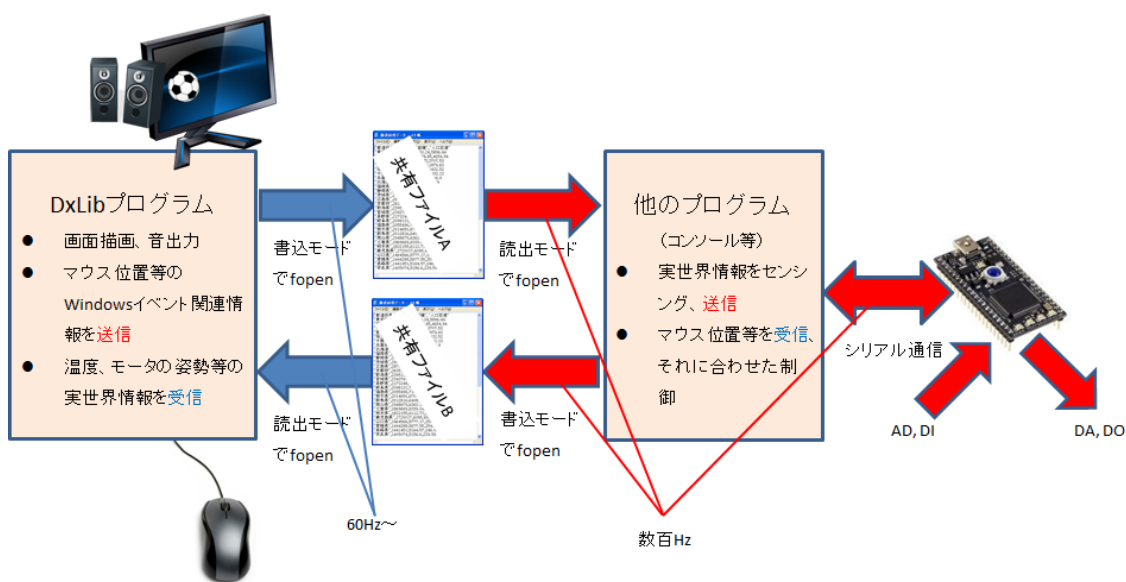 DxLibプログラム
● 画面描画、音出力
● マウス位置等の
Windowsイベント関連情
報を送信
● 温度、モータの姿勢等の
実世界情報を受信
書込モード
でfopen
共有ファイルA
読出モード
でfopen
読出モード
でfopen
共有ファイルB
書込モード
でfopen
他のプログラム
(コンソール等)
● 実世界情報をセンシ
ング、送信
● マウス位置等を受信、
それに合わせた制
御
シリアル通信
AD, DI
DA, DO
60Hz～
数百Hz